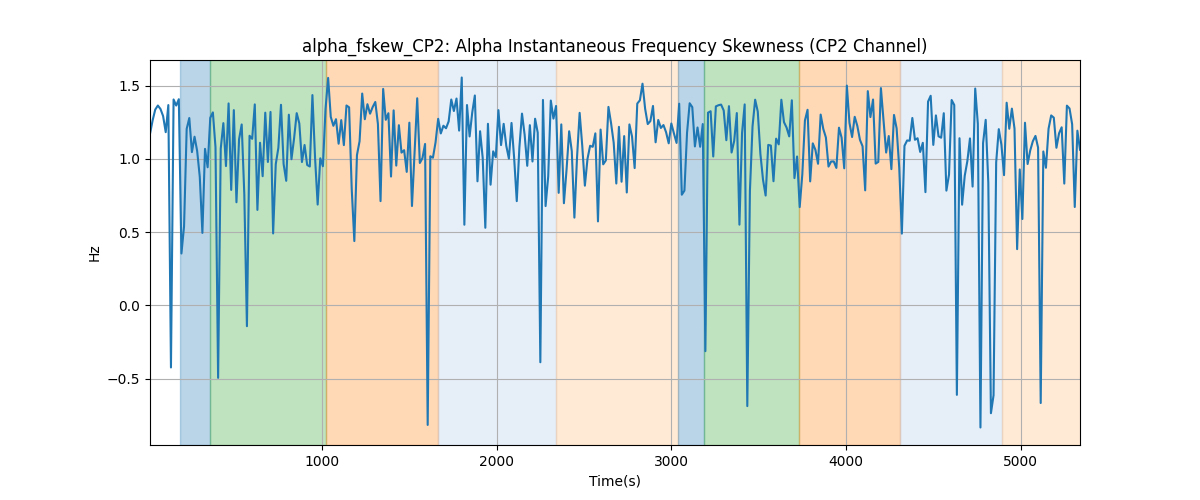 alpha_fskew_CP2: Alpha Instantaneous Frequency Skewness (CP2 Channel)
1.5
1.0
0.5
0.0
−0.5
Hz
1000 2000 3000 4000 5000
Time(s)